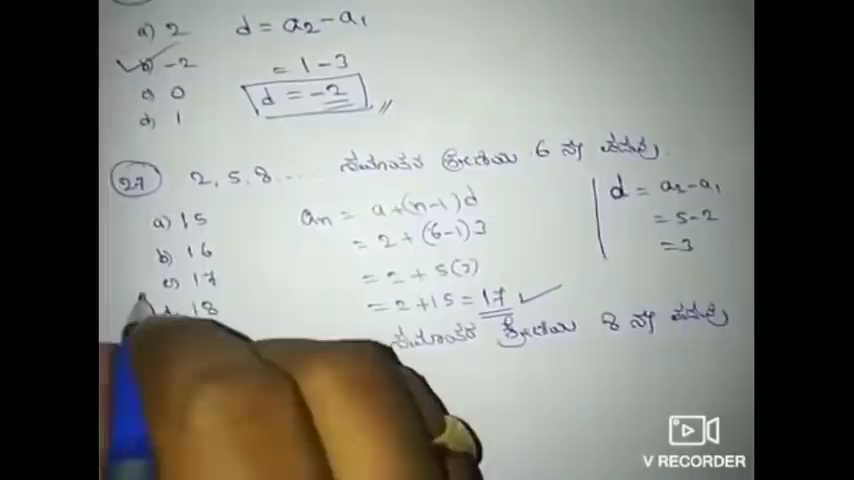 a) 2 d = a₂ - a₁
b) -2 = 1 - 3
c) 0 d = -2
d) 1
27 2, 5, 8 .... ಸಮಾಂತರ ಶ್ರೇಣಿಯ 6 ನೇ ಪದವು
a) 15 aₙ = a + (n-1)d d = a₂ - a₁
b) 16 = 2 + (6-1)3 = 5-2
c) 17 = 2 + 5(3) = 3
d) 18 = 2 + 15 = 17
ಸಮಾಂತರ ಶ್ರೇಣಿಯ 8 ನೇ ಪದವು
V RECORDER